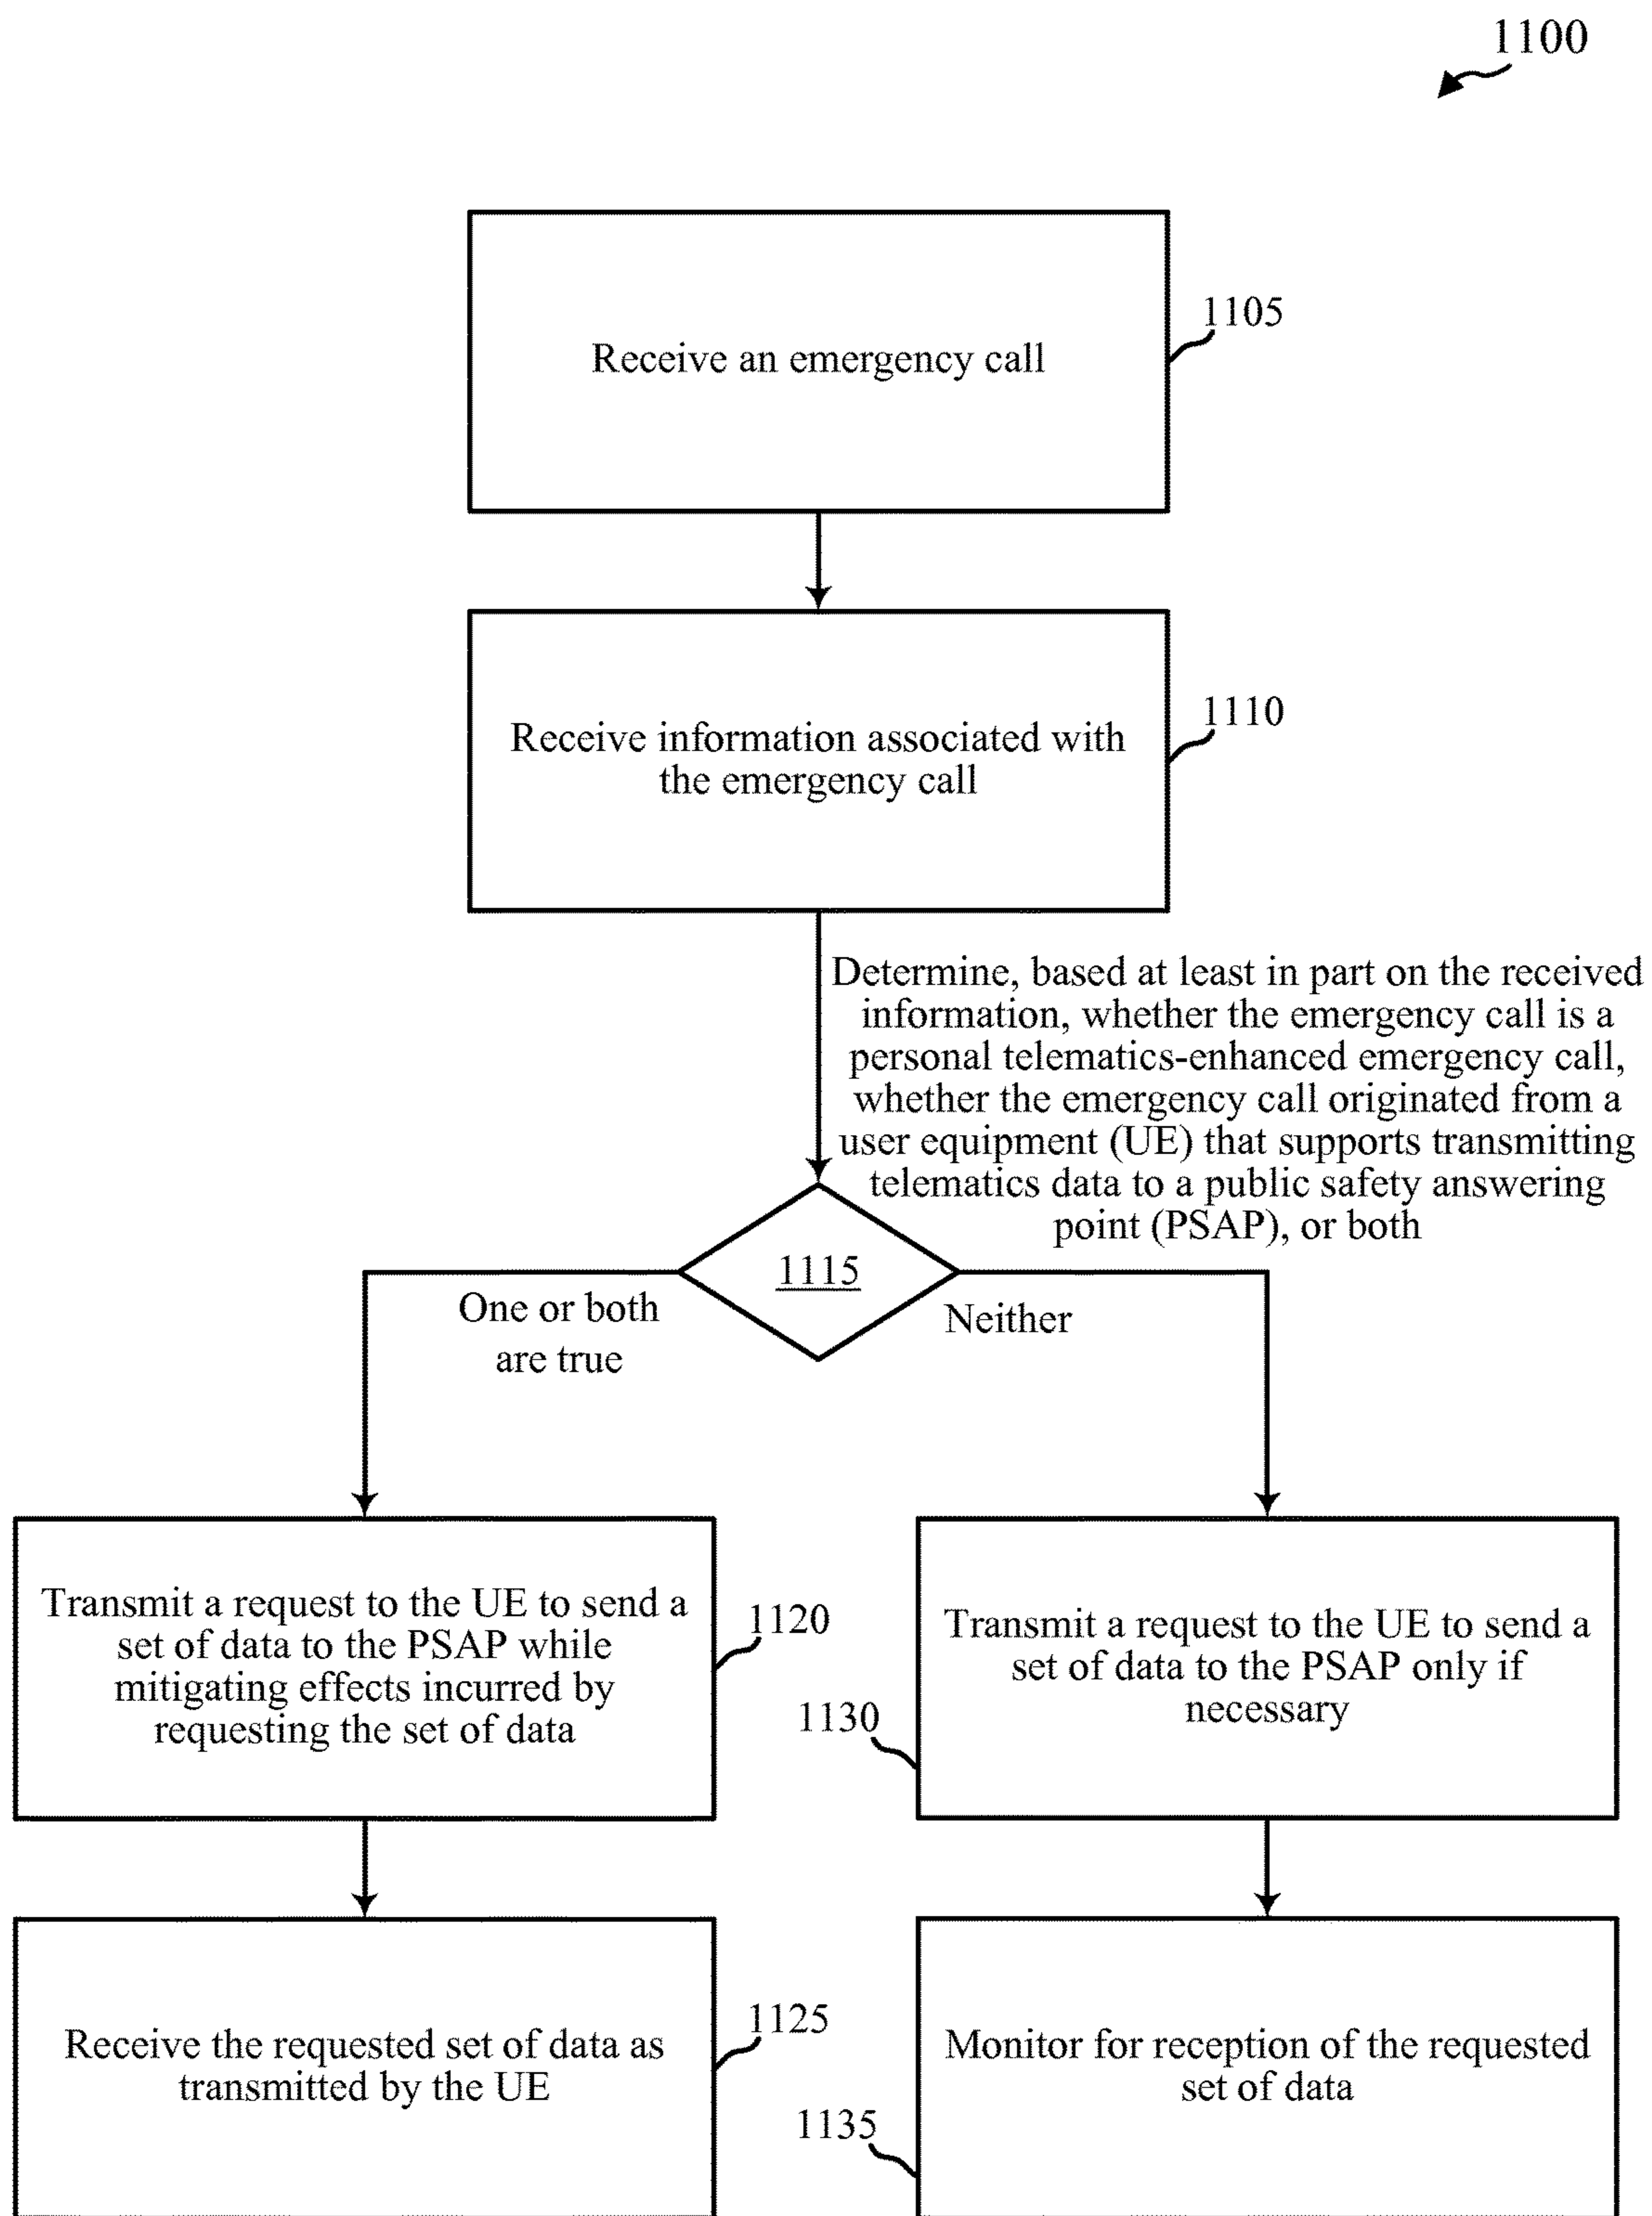 1100
Receive an emergency call
1105
Receive information associated with
the emergency call
1110
Determine, based at least in part on the received
information, whether the emergency call is a
personal telematics-enhanced emergency call,
whether the emergency call originated from a
user equipment (UE) that supports transmitting
telematics data to a public safety answering
point (PSAP), or both
1115
One or both
are true
Neither
Transmit a request to the UE to send a
set of data to the PSAP while
mitigating effects incurred by
requesting the set of data
1120
Transmit a request to the UE to send a
set of data to the PSAP only if
necessary
1130
Receive the requested set of data as
transmitted by the UE
1125
Monitor for reception of the requested
set of data
1135